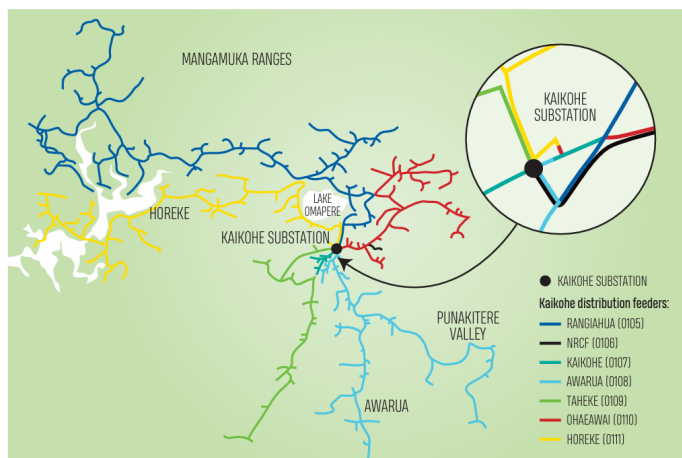 MANGAMUKA RANGES
KAIKOHE
SUBSTATION
LAKE
OMAPERE
HOREKE
KAIKOHE SUBSTATION
KAIKOHE SUBSTATION
Kaikohe distribution feeders:
RANGIAHUA (0105)
NRCF (0106)
KAIKOHE (0107)
AWARUA (0108)
TAHEKE (0109)
OHAEAWAI (0110)
HOREKE (0111)
PUNAKITERE
VALLEY
AWARUA